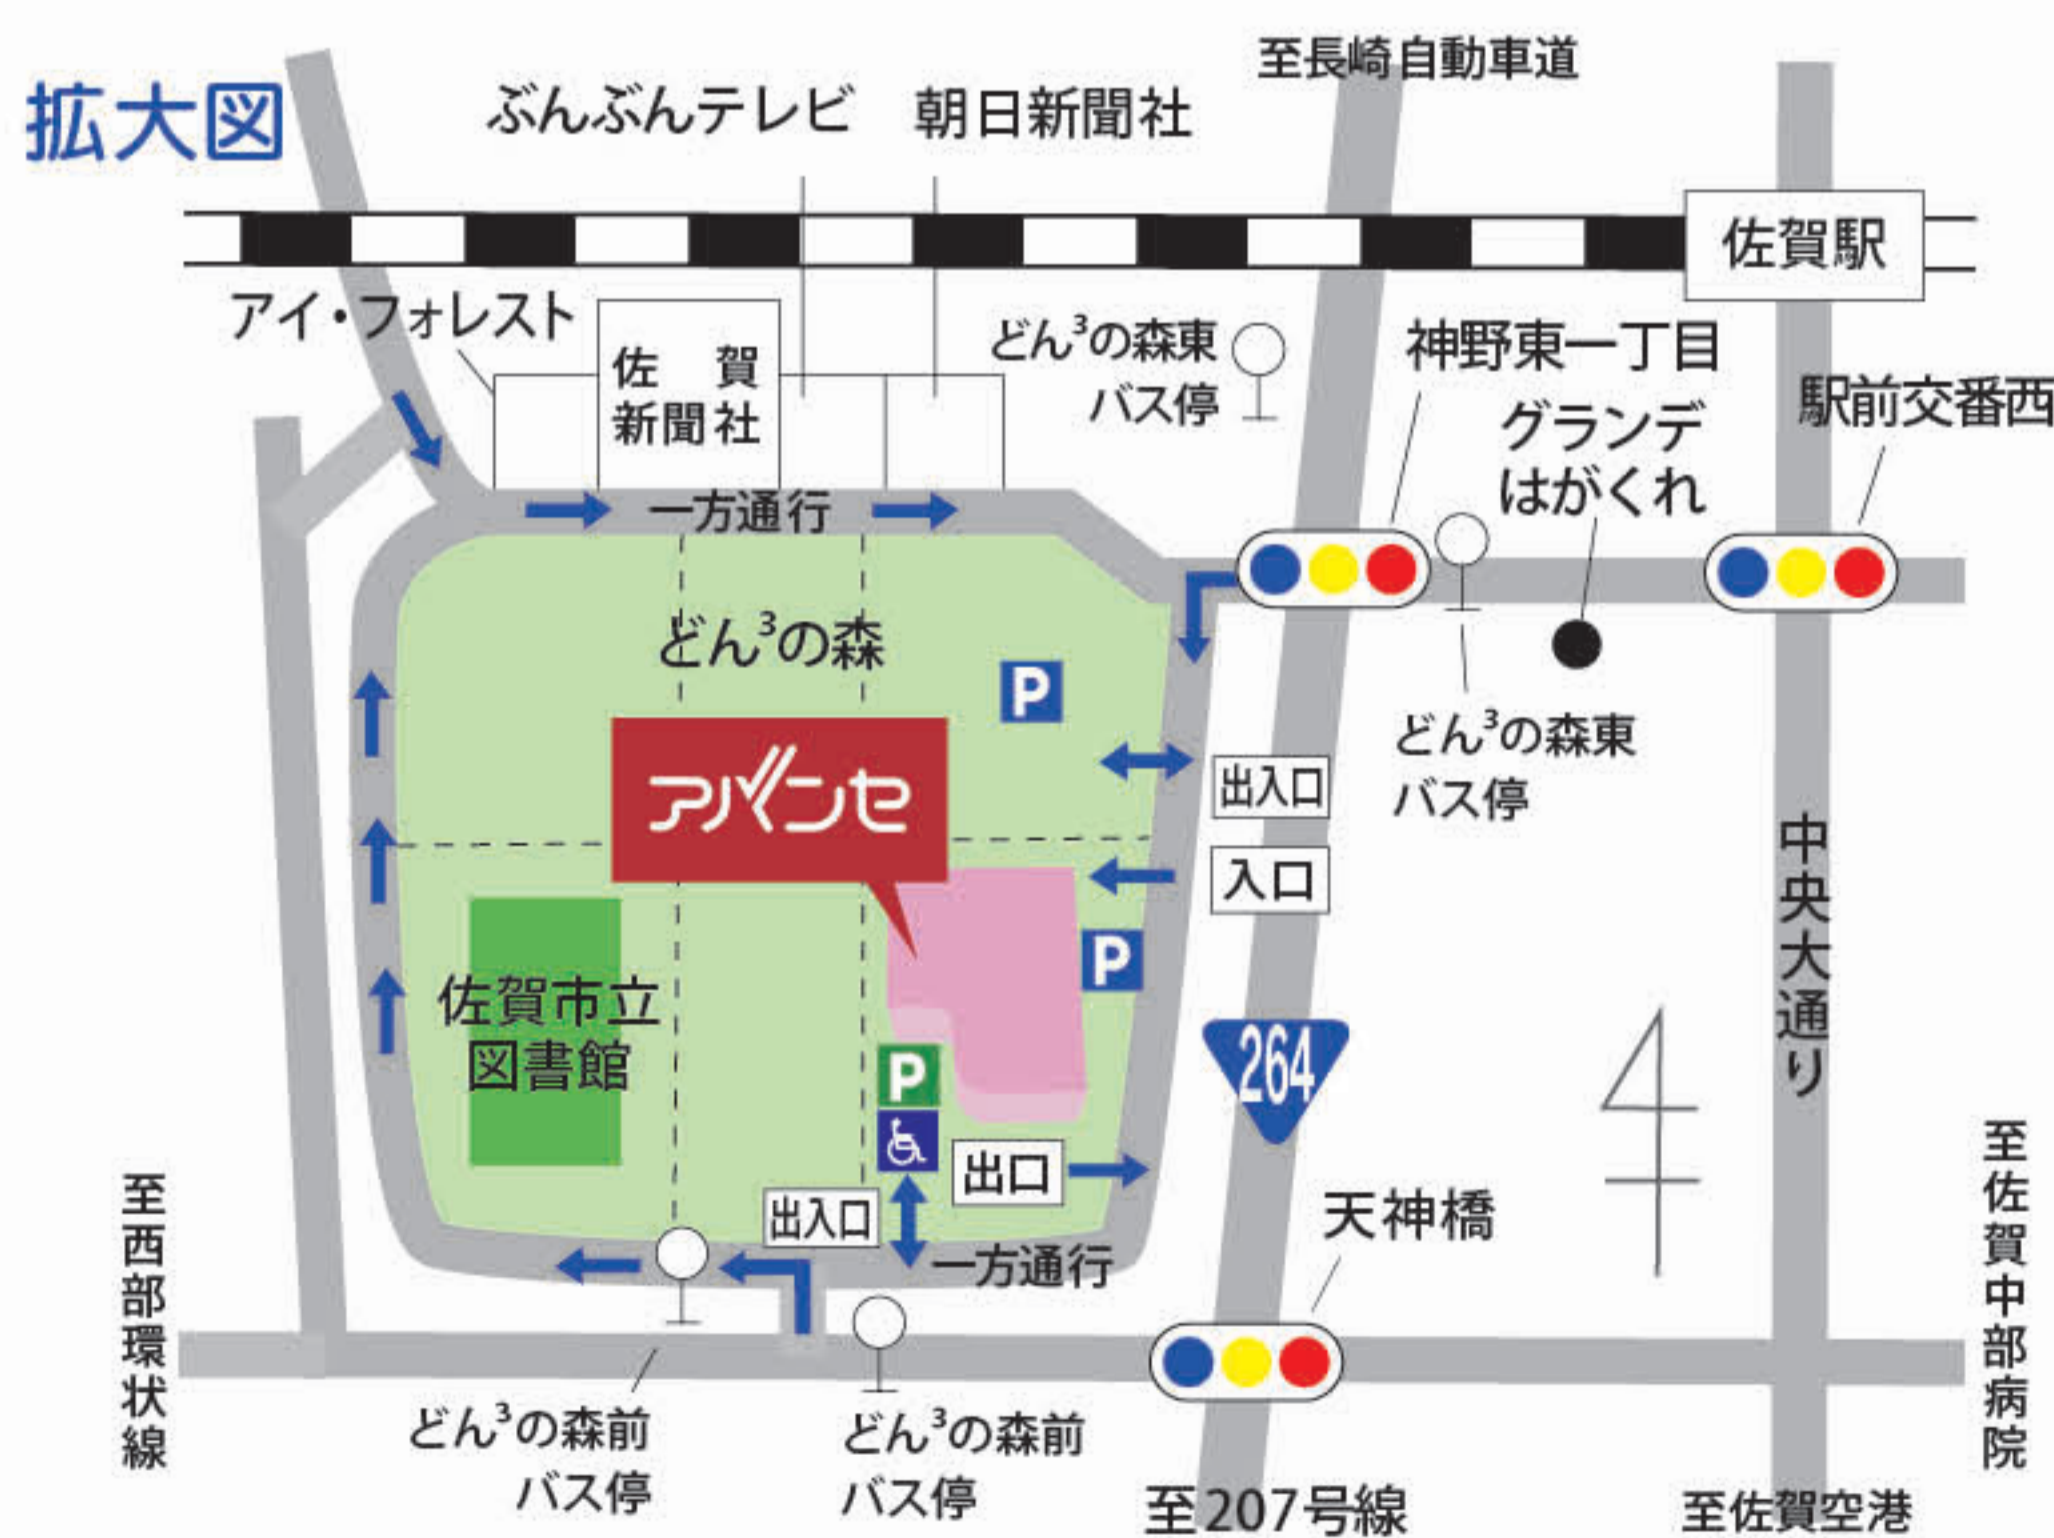 拡大図
至長崎自動車道
ぶんぶんテレビ
朝日新聞社
佐賀駅
アイ・フォレスト
佐賀
新聞社
どん³の森東
バス停
神野東一丁目
グランデ
はがくれ
駅前交番西
一方通行
どん³の森
P
アバンセ
出入口
入口
どん³の森東
バス停
中央大通り
P
佐賀市立
図書館
P
264
出口
出入口
一方通行
天神橋
至西部環状線
至佐賀中部病院
どん³の森前
バス停
どん³の森前
バス停
至207号線
至佐賀空港